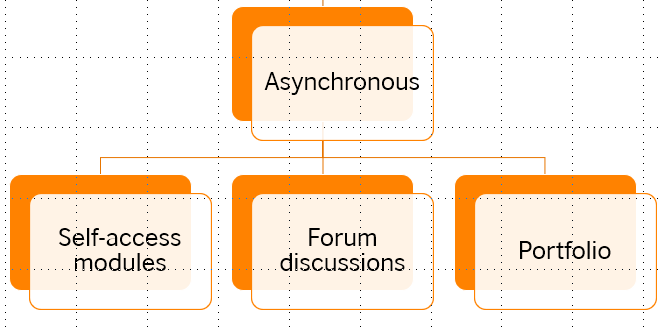 Asynchronous
Self-access
modules
Forum
discussions
Portfolio